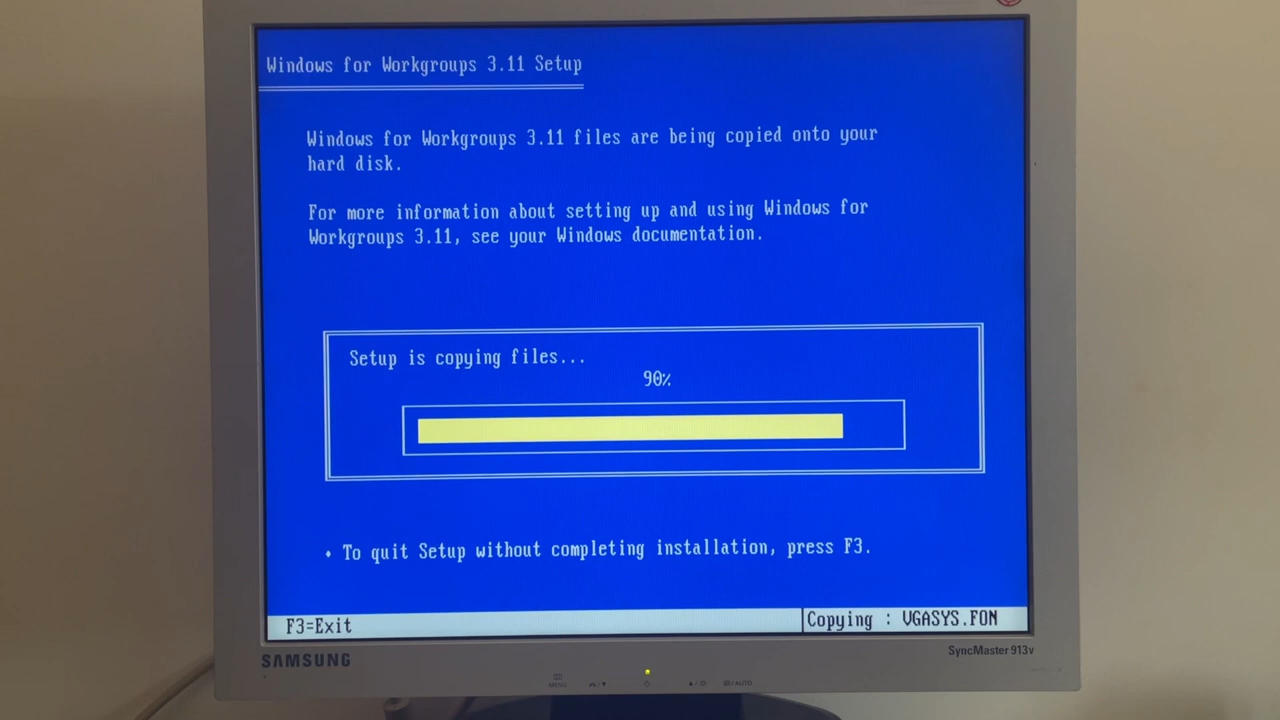 Windows for Workgroups 3.11 Setup
Windows for Workgroups 3.11 files are being copied onto your
hard disk.
For more information about setting up and using Windows for
Workgroups 3.11, see your Windows documentation.
Setup is copying files...
90%
• To quit Setup without completing installation, press F3.
F3=Exit
Copying : VGASYS.FON
SAMSUNG
SyncMaster 913v
MENU
/AUTO